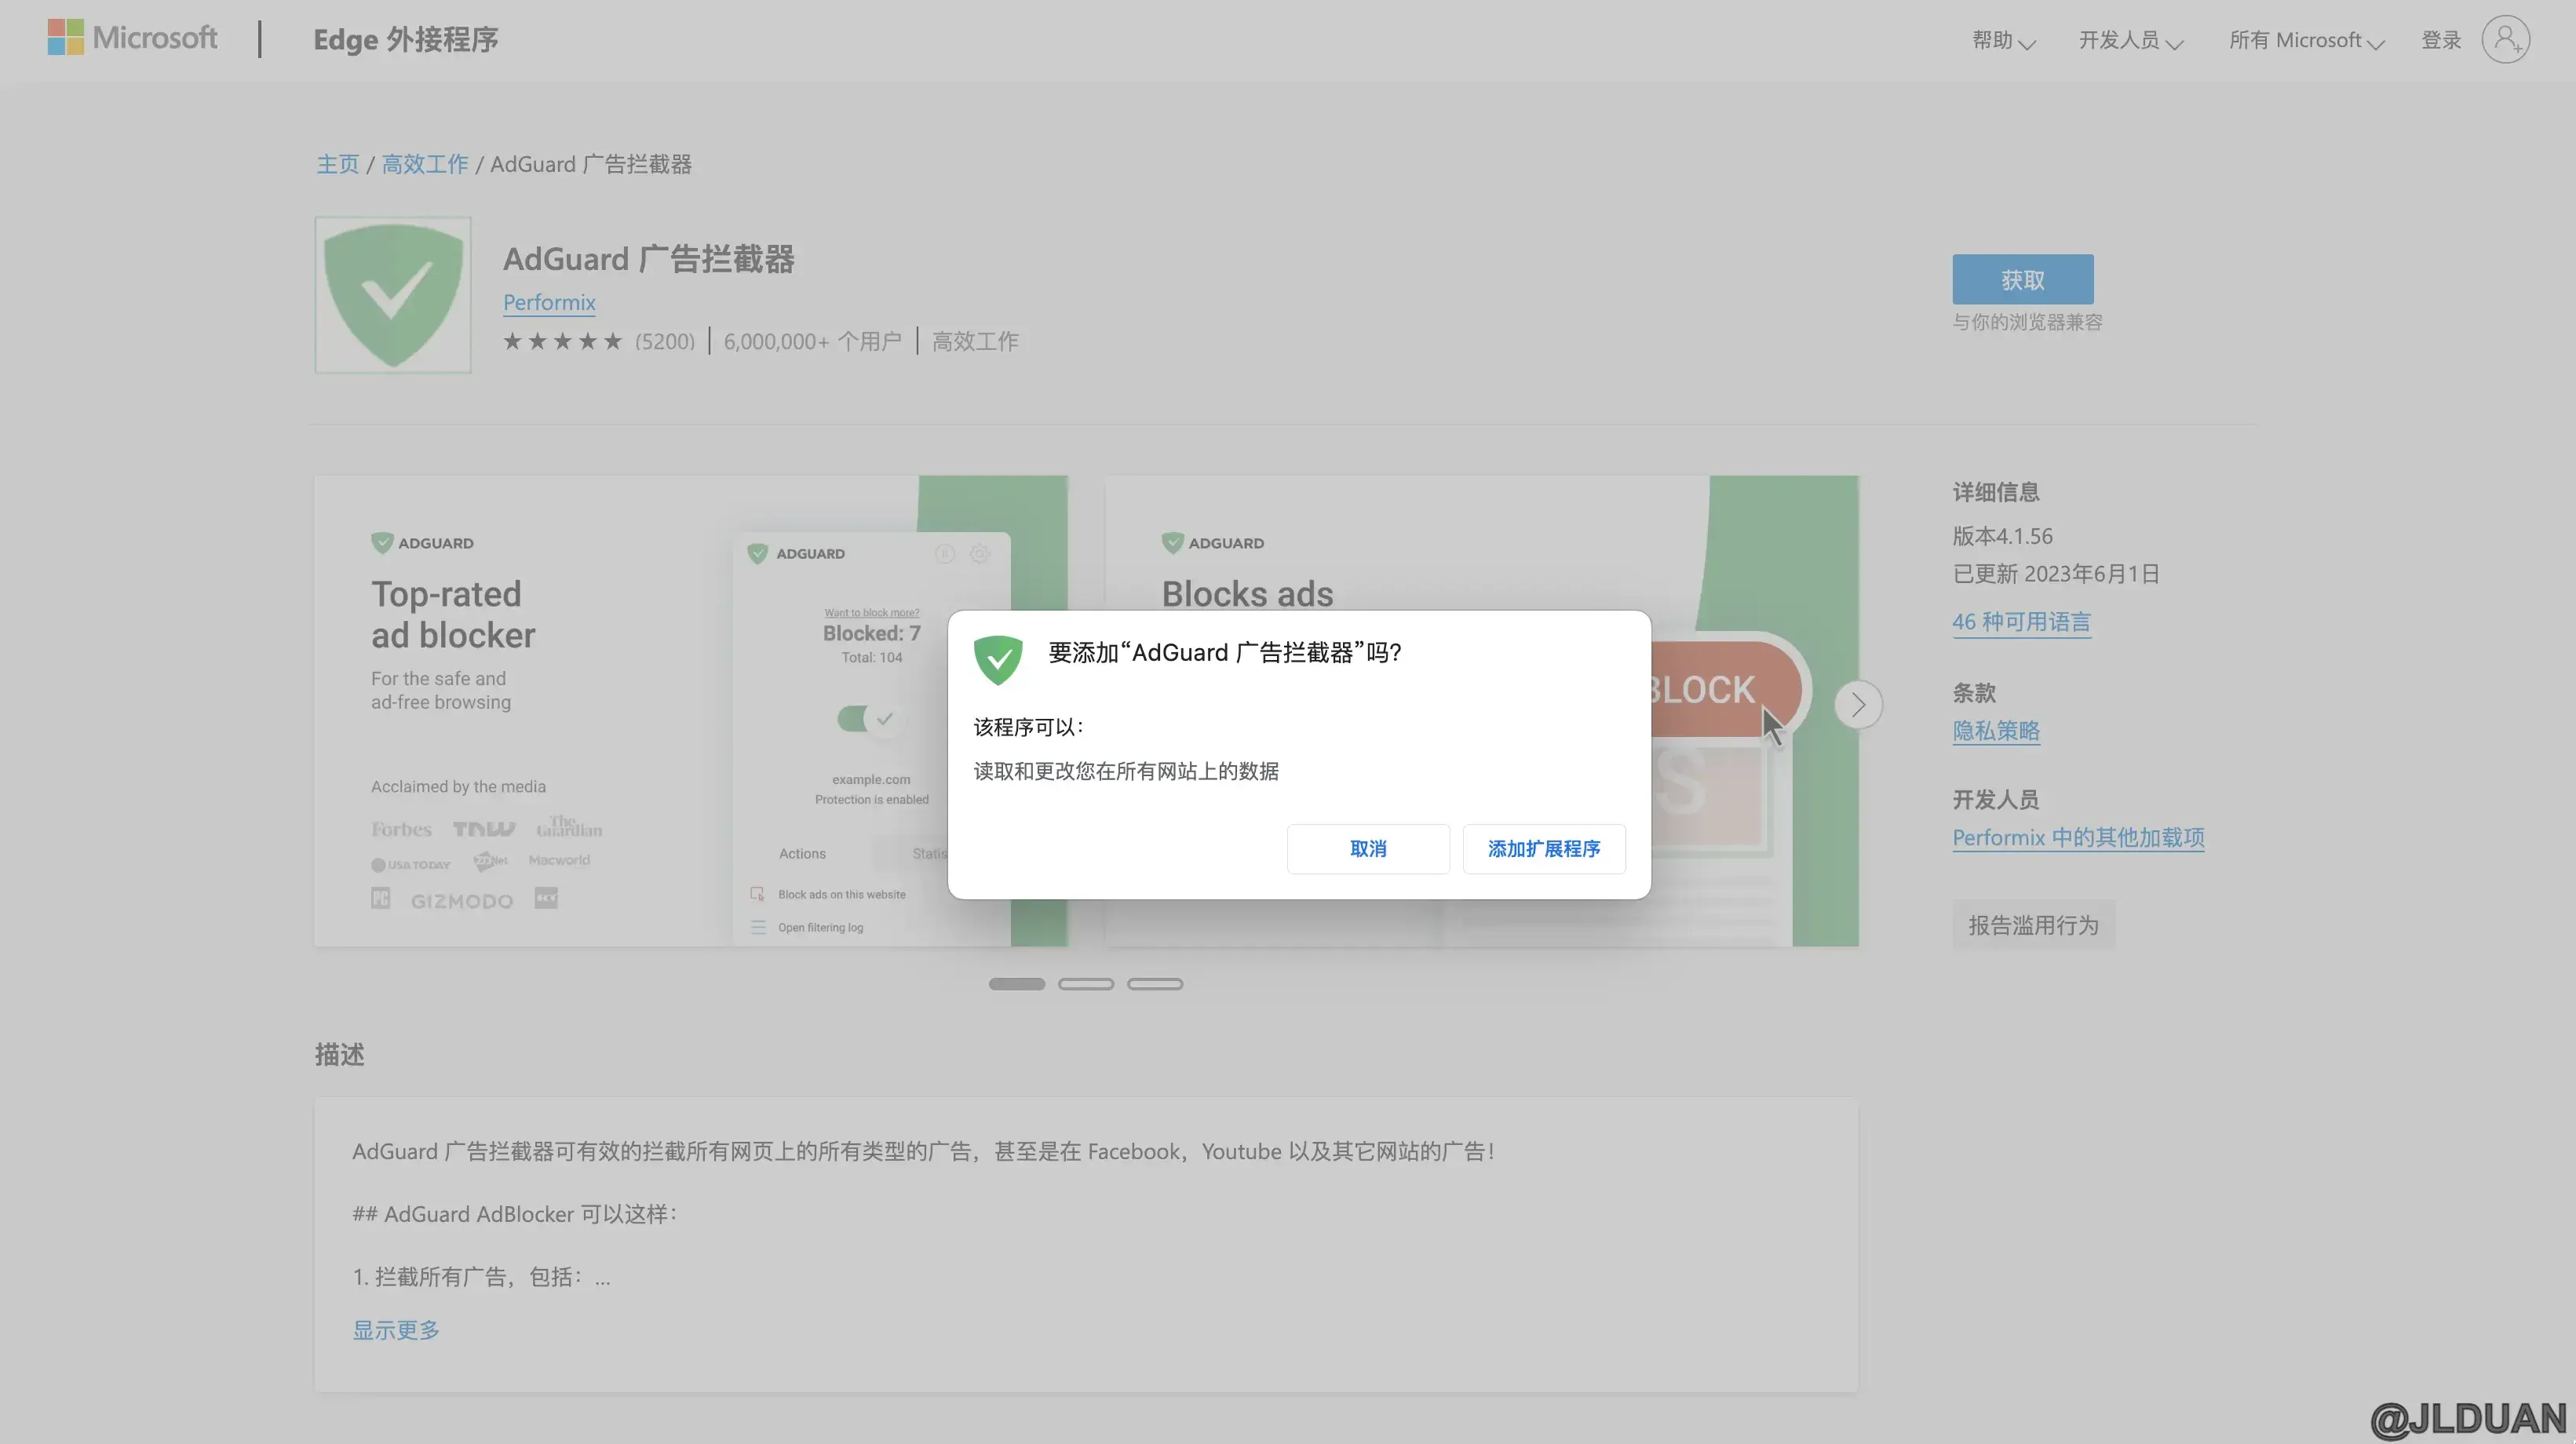 Microsoft
Edge 外接程序
帮助
开发人员
所有 Microsoft
登录
主页 / 高效工作 / AdGuard 广告拦截器
AdGuard 广告拦截器
Performix
(5200) 6,000,000+ 个用户 高效工作
获取
与你的浏览器兼容
ADGUARD
Top-rated
ad blocker
For the safe and
ad-free browsing
Acclaimed by the media
Forbes TNW The Guardian
USA TODAY ZDNet Macworld
PC GIZMODO
ADGUARD
Want to block more?
Blocked: 7
Total: 104
example.com
Protection is enabled
Actions
Block ads on this website
Open filtering log
ADGUARD
Blocks ads
BLOCK
要添加“AdGuard 广告拦截器”吗?
该程序可以:
读取和更改您在所有网站上的数据
取消
添加扩展程序
详细信息
版本4.1.56
已更新 2023年6月1日
46 种可用语言
条款
隐私策略
开发人员
Performix 中的其他加载项
报告滥用行为
描述
AdGuard 广告拦截器可有效的拦截所有网页上的所有类型的广告，甚至是在 Facebook，Youtube 以及其它网站的广告！
## AdGuard AdBlocker 可以这样：
1. 拦截所有广告，包括：...
显示更多
@JLDUAN